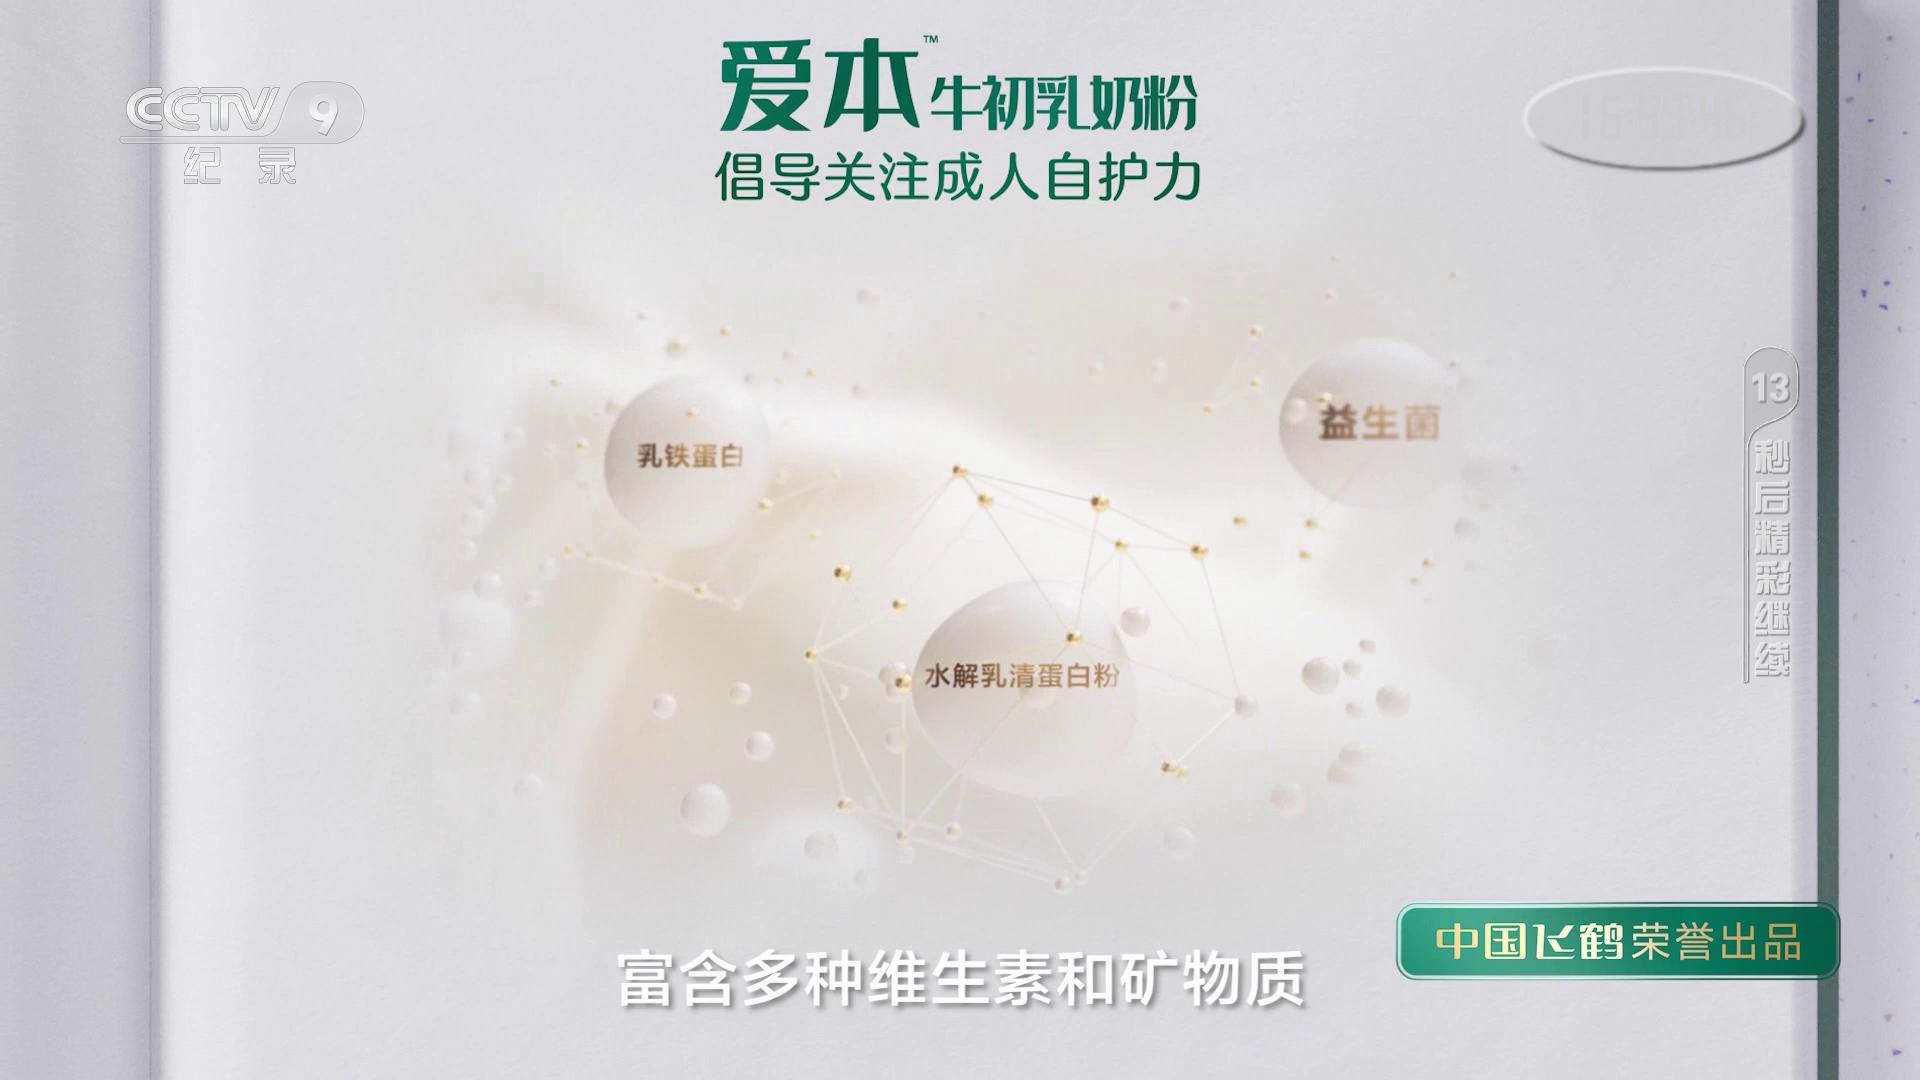 爱本™牛初乳奶粉
倡导关注成人自护力
CCTV 9
纪录
13秒后精彩继续
乳铁蛋白
益生菌
水解乳清蛋白粉
中国飞鹤荣誉出品
富含多种维生素和矿物质